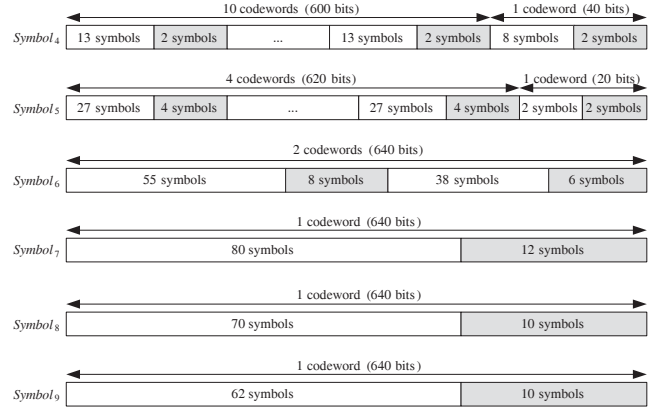 10 codewords (600 bits) 1 codeword (40 bits)
Symbol4 13 symbols 2 symbols ... 13 symbols 2 symbols 8 symbols 2 symbols
4 codewords (620 bits) 1 codeword (20 bits)
Symbol5 27 symbols 4 symbols ... 27 symbols 4 symbols 2 symbols 2 symbols
2 codewords (640 bits)
Symbol6 55 symbols 8 symbols 38 symbols 6 symbols
1 codeword (640 bits)
Symbol7 80 symbols 12 symbols
1 codeword (640 bits)
Symbol8 70 symbols 10 symbols
1 codeword (640 bits)
Symbol9 62 symbols 10 symbols